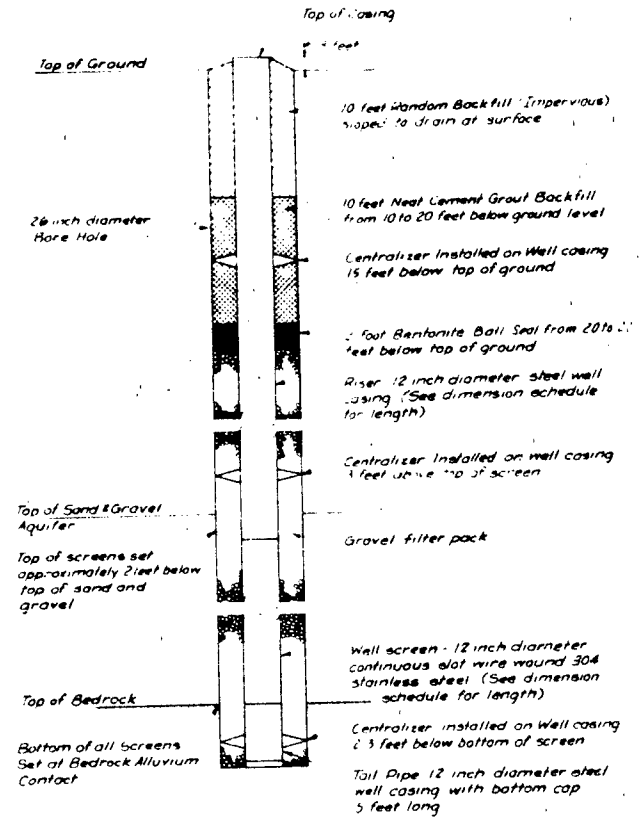 Top of Casing
feet
Top of Ground
10 feet Random Backfill (Impervious)
sloped to drain at surface
26 inch diameter
Bore Hole
10 feet Neat Cement Grout Backfill
from 10 to 20 feet below ground level
Centralizer Installed on Well casing
15 feet below top of ground
foot Bentonite Ball Seal from 20 to
feet below top of ground
Riser 12 inch diameter steel well
casing (See dimension schedule
for length)
Centralizer Installed on well casing
feet above top of screen
Top of Sand & Gravel
Aquifer
Gravel filter pack
Top of screens set
approximately 2 feet below
top of sand and
gravel
Well screen - 12 inch diameter
continuous slot wire wound 304
stainless steel (See dimension
schedule for length)
Top of Bedrock
Centralizer installed on Well casing
2.5 feet below bottom of screen
Bottom of all Screens
Set at Bedrock Alluvium
Contact
Tail Pipe 12 inch diameter steel
well casing with bottom cap
5 feet long